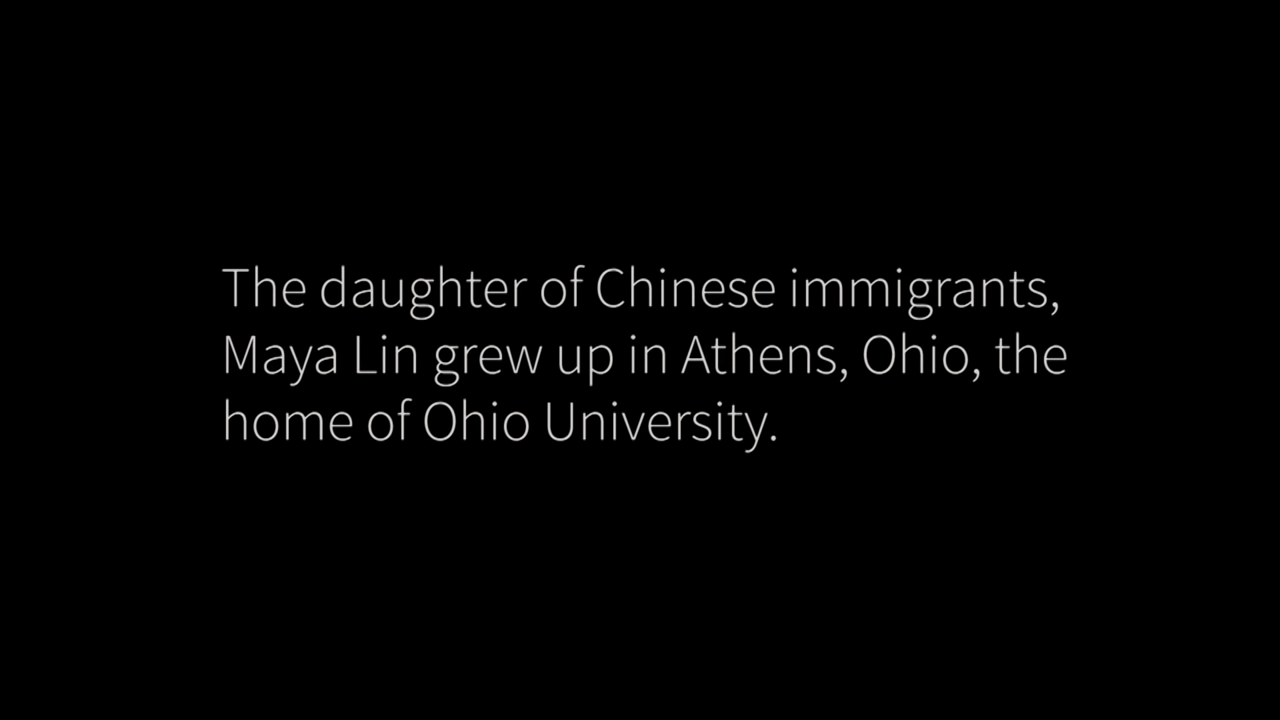 The daughter of Chinese immigrants,
Maya Lin grew up in Athens, Ohio, the
home of Ohio University.